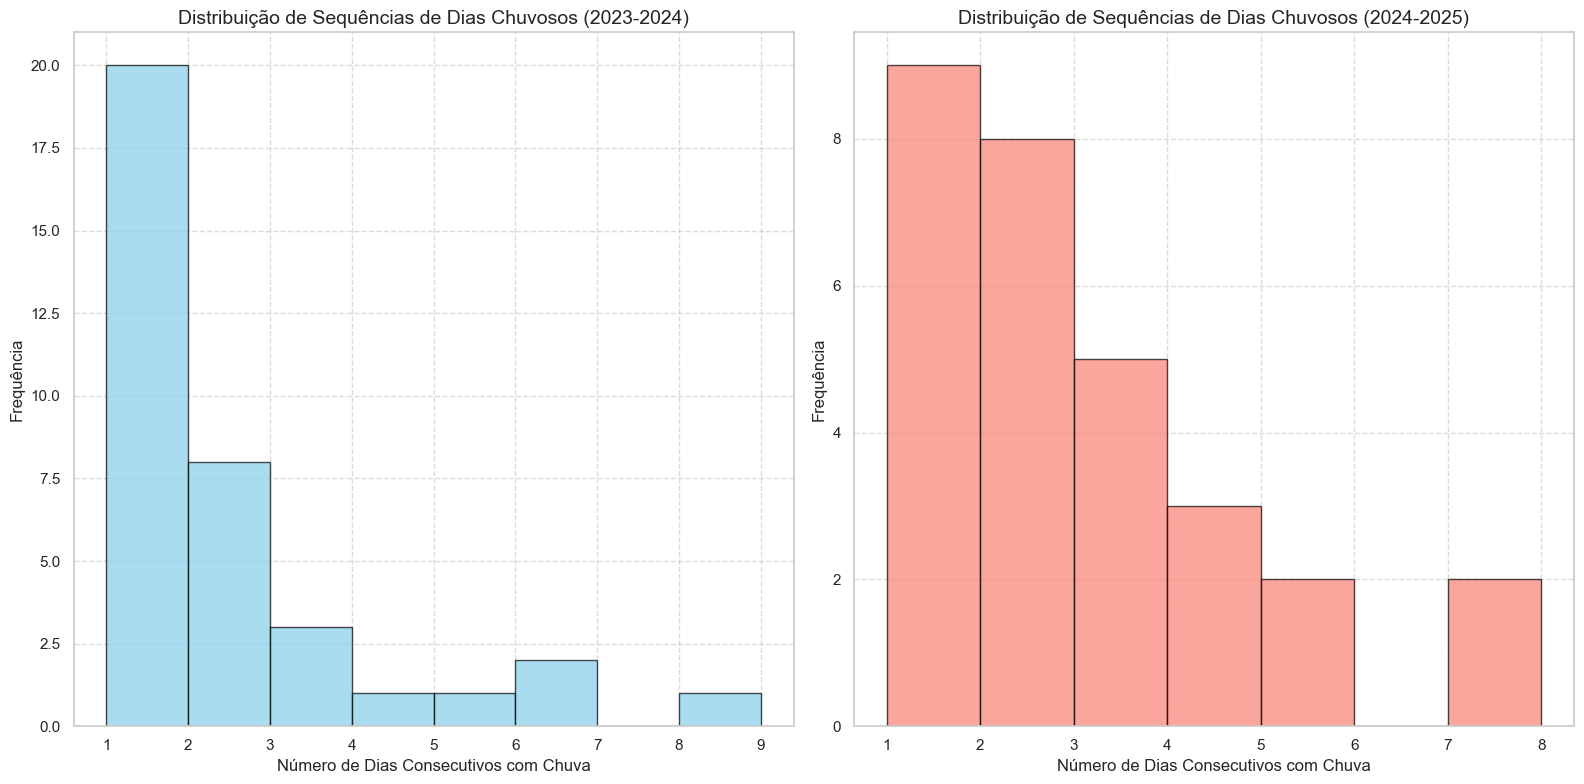 Distribuição de Sequências de Dias Chuvosos (2023-2024)
20.0
17.5
15.0
12.5
10.0
7.5
5.0
2.5
0.0
Frequência
1 2 3 4 5 6 7 8 9
Número de Dias Consecutivos com Chuva
Distribuição de Sequências de Dias Chuvosos (2024-2025)
8
6
4
2
0
Frequência
1 2 3 4 5 6 7 8
Número de Dias Consecutivos com Chuva